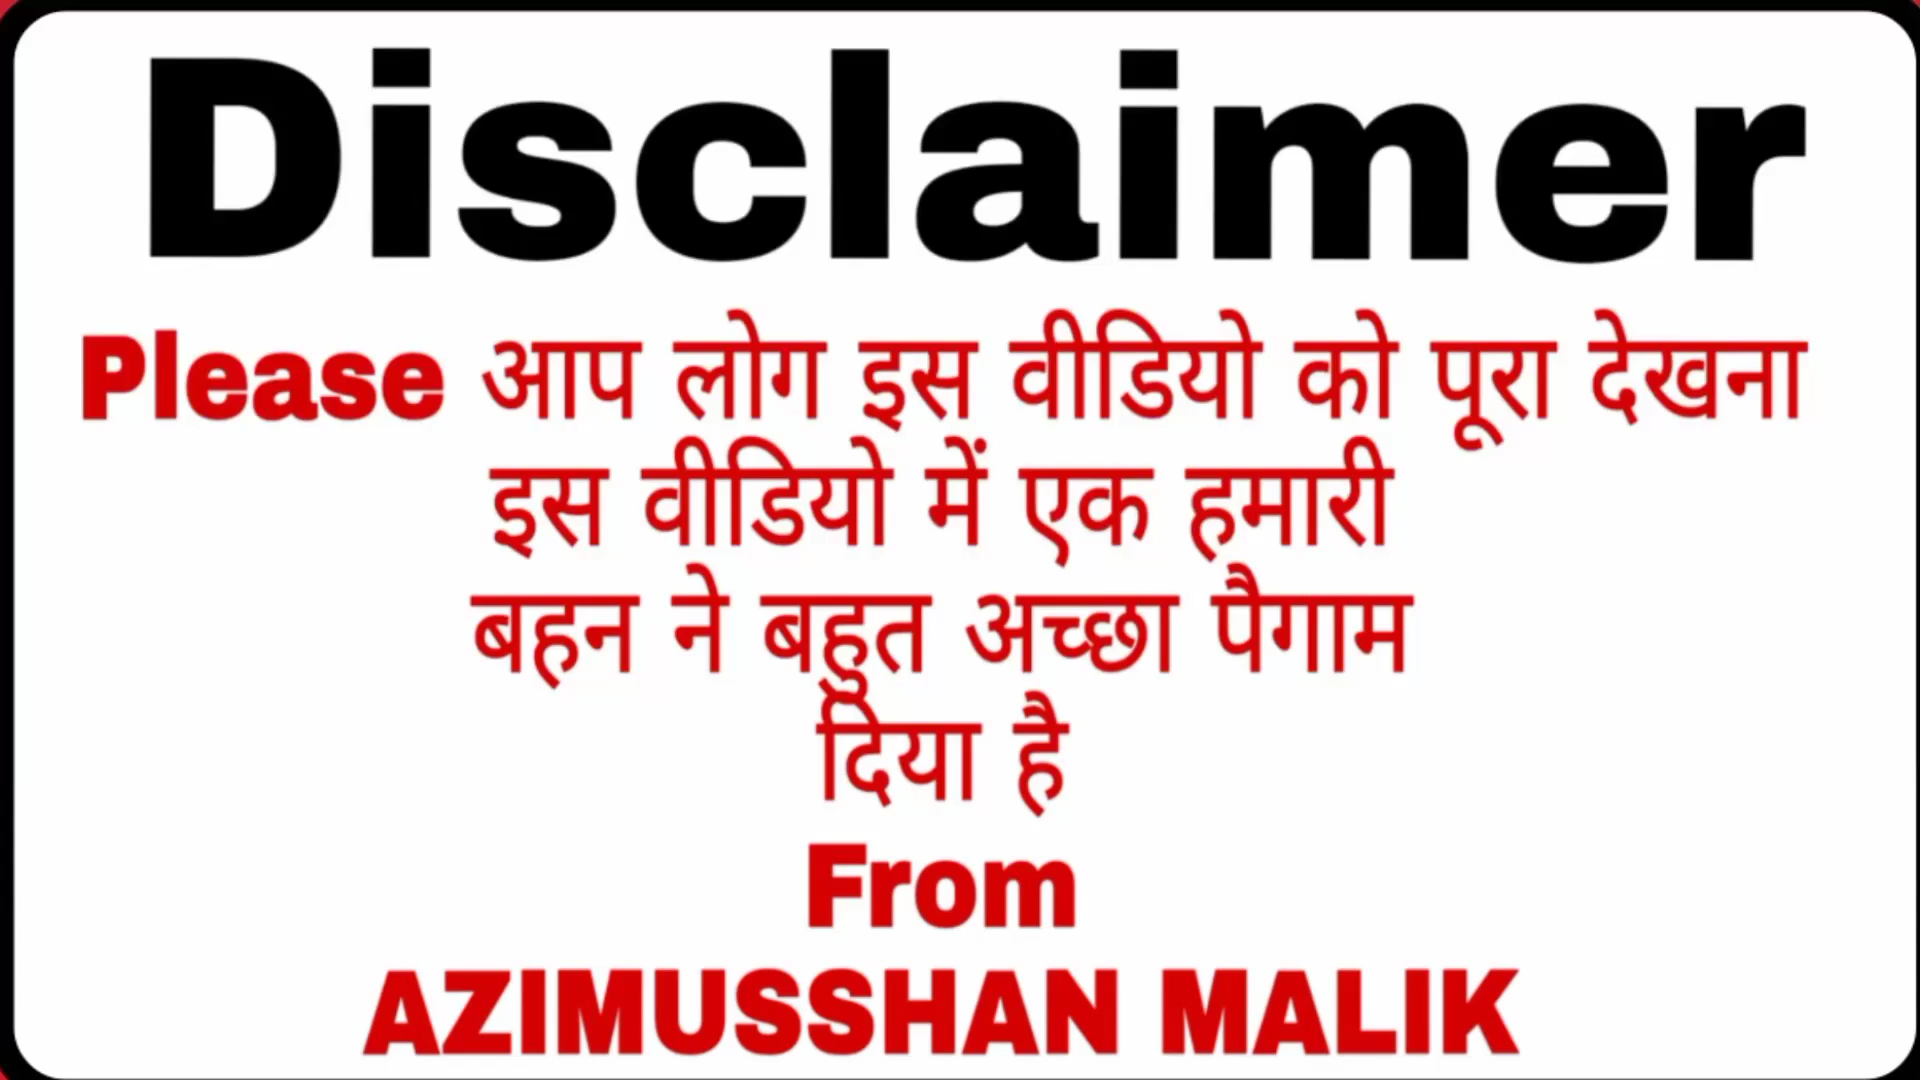 Disclaimer
Please आप लोग इस वीडियो को पूरा देखना
इस वीडियो में एक हमारी
बहन ने बहुत अच्छा पैगाम
दिया है
From
AZIMUSSHAN MALIK